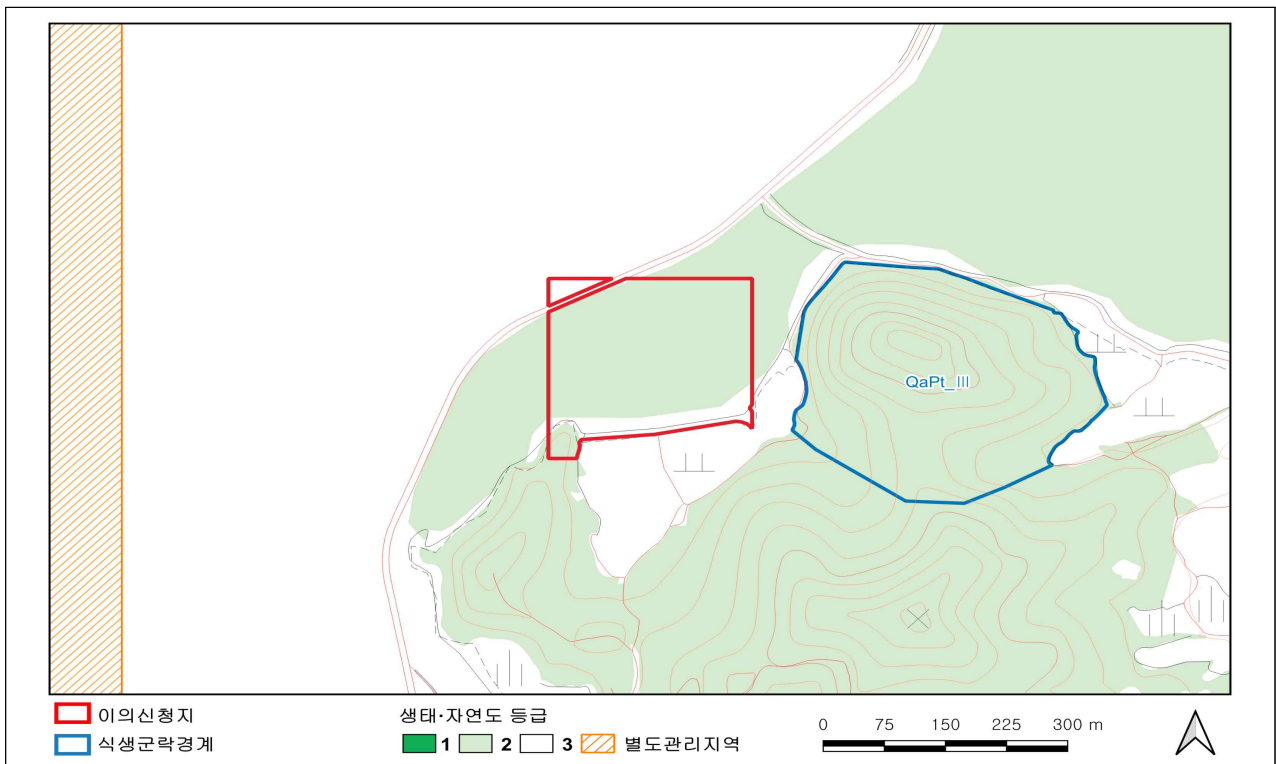 QaPt_III
이의신청지
식생군락경계
생태·자연도 등급
1 2 3 별도관리지역
0 75 150 225 300 m